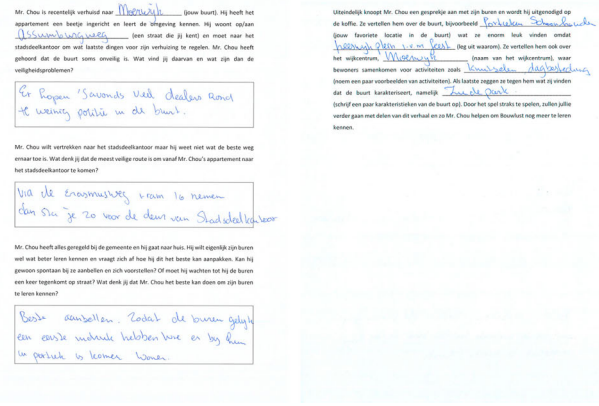 Mr. Chou is recentelijk verhuisd naar Moerwijk (jouw buurt). Hij heeft het
appartement een beetje ingericht en leert de omgeving kennen. Hij woont op/aan
Assumburgweg (een straat die jij kent) en moet naar het
stadsdeelkantoor om wat laatste dingen voor zijn verhuizing te regelen. Mr. Chou heeft
gehoord dat de buurt soms onveilig is. Wat vind jij daarvan en wat zijn dan de
veiligheidsproblemen?
Er lopen 's avonds veel dealers rond
te weinig politie in de buurt.
Mr. Chou wilt vertrekken naar het stadsdeelkantoor maar hij weet niet wat de beste weg
ernaar toe is. Wat denk jij dat de meest veilige route is om vanaf Mr. Chou's appartement naar
het stadsdeelkantoor te komen?
Via de Erasmusweg tram 16 nemen
dan sta je zo voor de deur van Stadsdeelkantoor
Mr. Chou heeft alles geregeld bij de gemeente en hij gaat naar huis. Hij wilt eigenlijk zijn buren
wel wat beter leren kennen en vraagt zich af hoe hij dit het beste kan aanpakken. Kan hij
gewoon spontaan bij ze aanbellen en zich voorstellen? Of moet hij wachten tot hij de buren
een keer tegenkomt op straat? Wat denk jij dat Mr. Chou het beste kan doen om zijn buren
te leren kennen?
Beste aanbellen. Zodat de buren gelijk
een eerste indruk hebben wie er bij hun
in portiek is komen wonen.
Uiteindelijk knoopt Mr. Chou een gesprekje aan met zijn buren en wordt hij uitgenodigd op
de koffie. Ze vertellen hem over de buurt, bijvoorbeeld
(jouw favoriete locatie in de buurt) wat ze erg leuk vinden omdat
(leg uit waarom). Ze vertellen hem ook over
het wijkcentrum, Moerwijk (naam van het wijkcentrum), waar
bewoners samenkomen voor activiteiten zoals knutselen dagbesteding
(noem een paar voorbeelden van activiteiten). Als laatste zeggen ze tegen hem wat zij vinden
dat de buurt karakteriseert, namelijk Zuiderpark
(schrijf een paar karakteristieken van de buurt op). Door het spel straks te spelen, zullen jullie
verder gaan met delen van dit verhaal en zo Mr. Chou helpen om Bouwlust nog meer te leren
kennen.